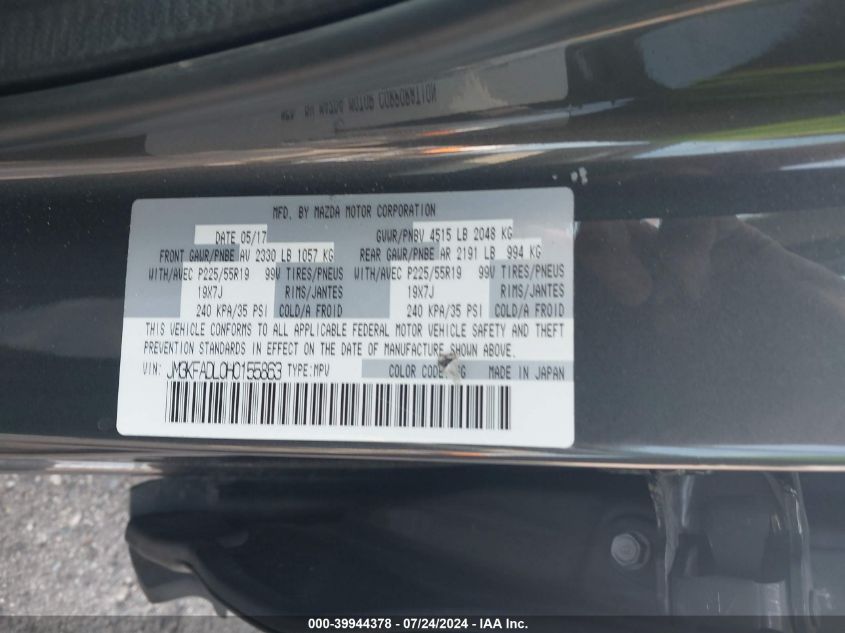 MFD. BY MAZDA MOTOR CORPORATION
DATE 05/17 GVWR/PNBV 4515 LB 2048 KG
FRONT GAWR/PNBE AV 2330 LB 1057 KG REAR GAWR/PNBE AR 2191 LB 994 KG
WITH/AVEC P225/55R19 99V TIRES/PNEUS WITH/AVEC P225/55R19 99V TIRES/PNEUS
19X7J RIMS/JANTES 19X7J RIMS/JANTES
240 KPA/35 PSI COLD/A FROID 240 KPA/35 PSI COLD/A FROID
THIS VEHICLE CONFORMS TO ALL APPLICABLE FEDERAL MOTOR VEHICLE SAFETY AND THEFT
PREVENTION STANDARDS IN EFFECT ON THE DATE OF MANUFACTURE SHOWN ABOVE.
VIN: JM3KFADL0H0155863 TYPE:MPV COLOR MADE IN JAPAN
000-39944378 - 07/24/2024 - IAA Inc.